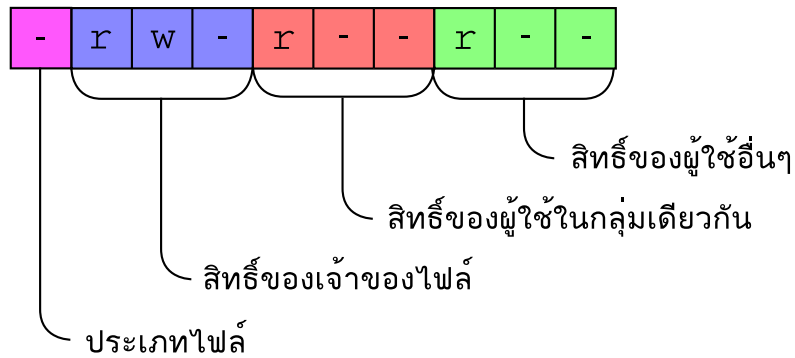 - r w - r - - r - -
สิทธิ์ของผู้ใช้อื่นๆ
สิทธิ์ของผู้ใช้ในกลุ่มเดียวกัน
สิทธิ์ของเจ้าของไฟล์
ประเภทไฟล์